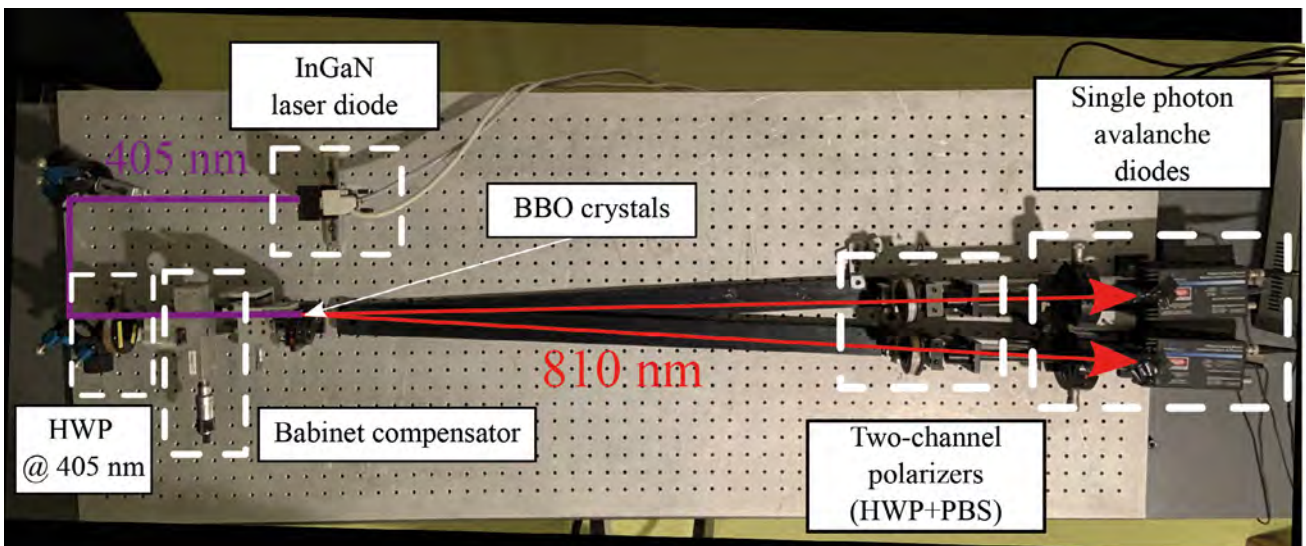 InGaN
laser diode
Single photon
avalanche
diodes
405 nm
BBO crystals
810 nm
HWP
@ 405 nm
Babinet compensator
Two-channel
polarizers
(HWP+PBS)